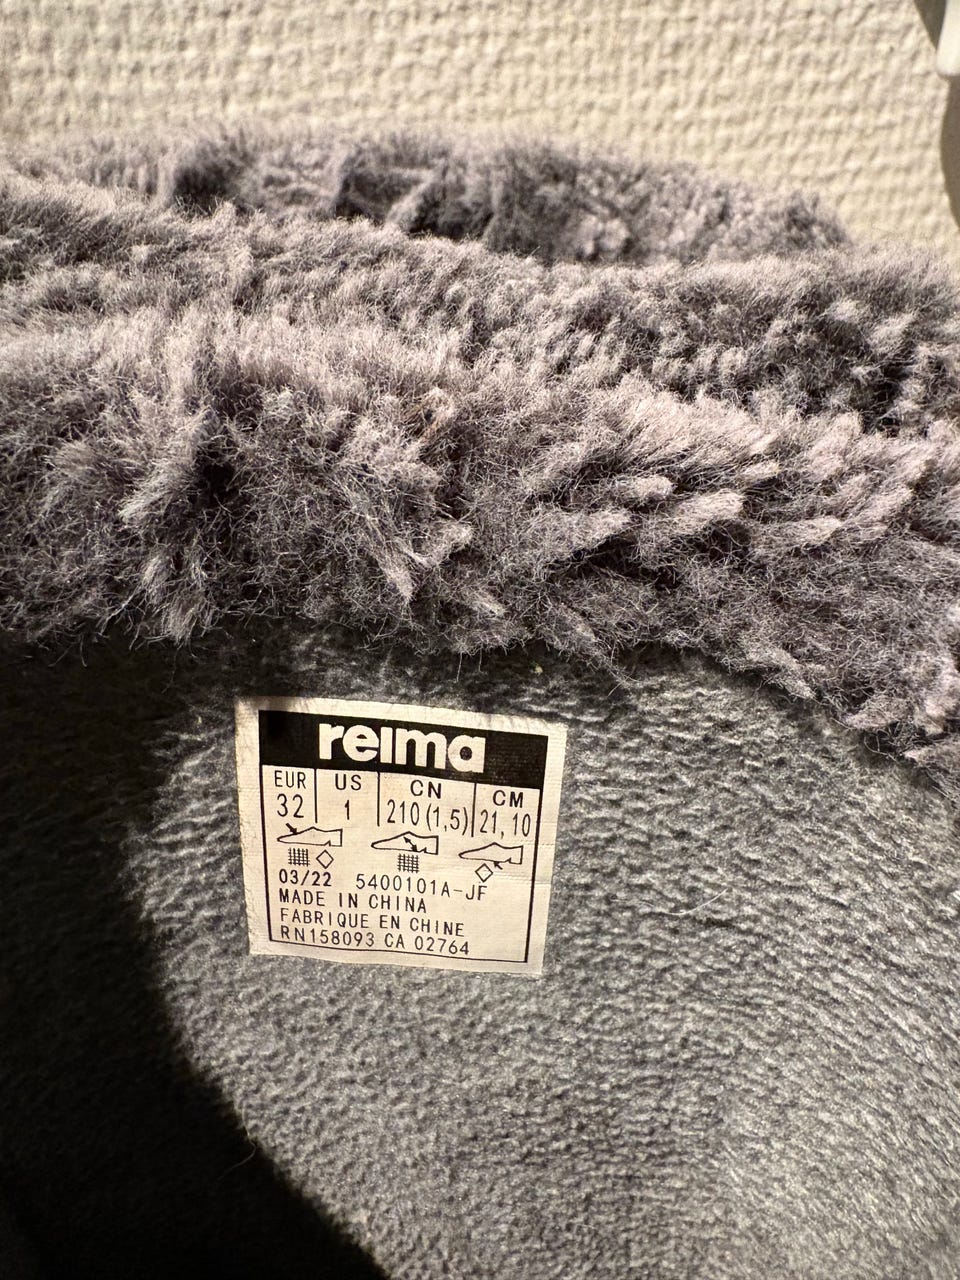 reima
EUR US CN CM
32 1 210(1,5) 21,10
03/22 5400101A-JF
MADE IN CHINA
FABRIQUE EN CHINE
RN158093 CA 02764